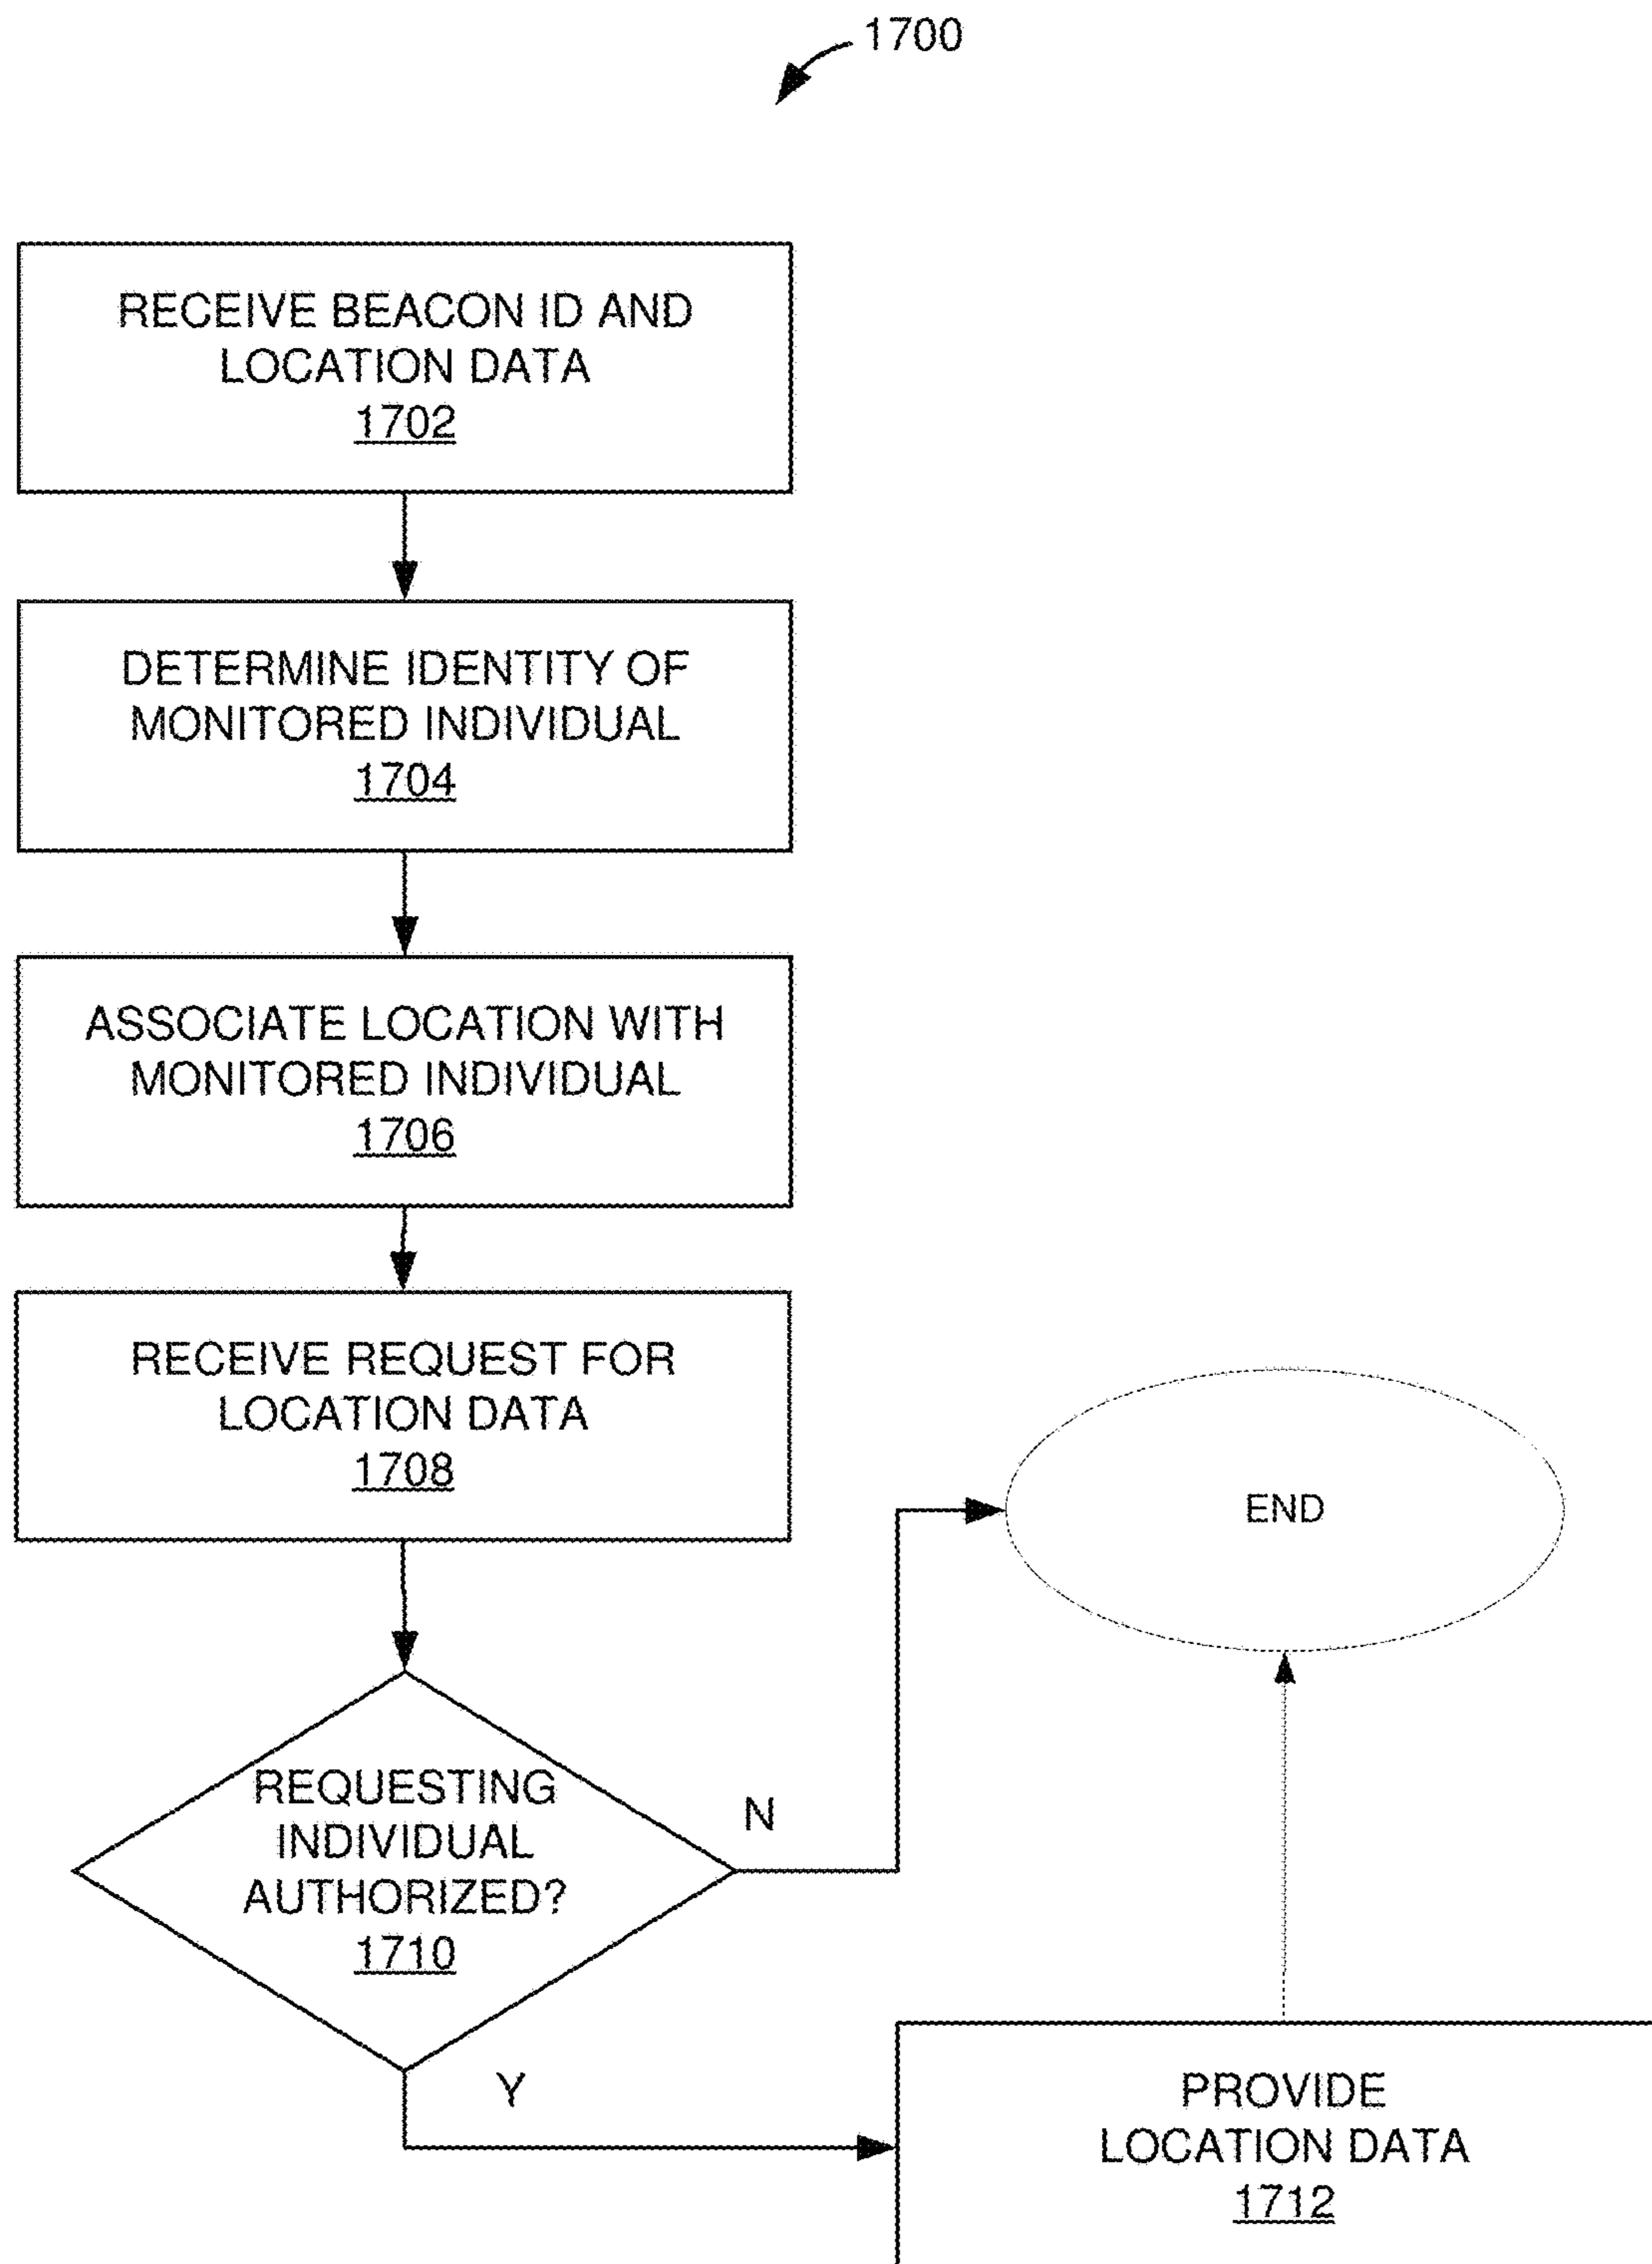 1700
RECEIVE BEACON ID AND
LOCATION DATA
1702
DETERMINE IDENTITY OF
MONITORED INDIVIDUAL
1704
ASSOCIATE LOCATION WITH
MONITORED INDIVIDUAL
1706
RECEIVE REQUEST FOR
LOCATION DATA
1708
END
REQUESTING
INDIVIDUAL
AUTHORIZED?
1710
N
Y
PROVIDE
LOCATION DATA
1712